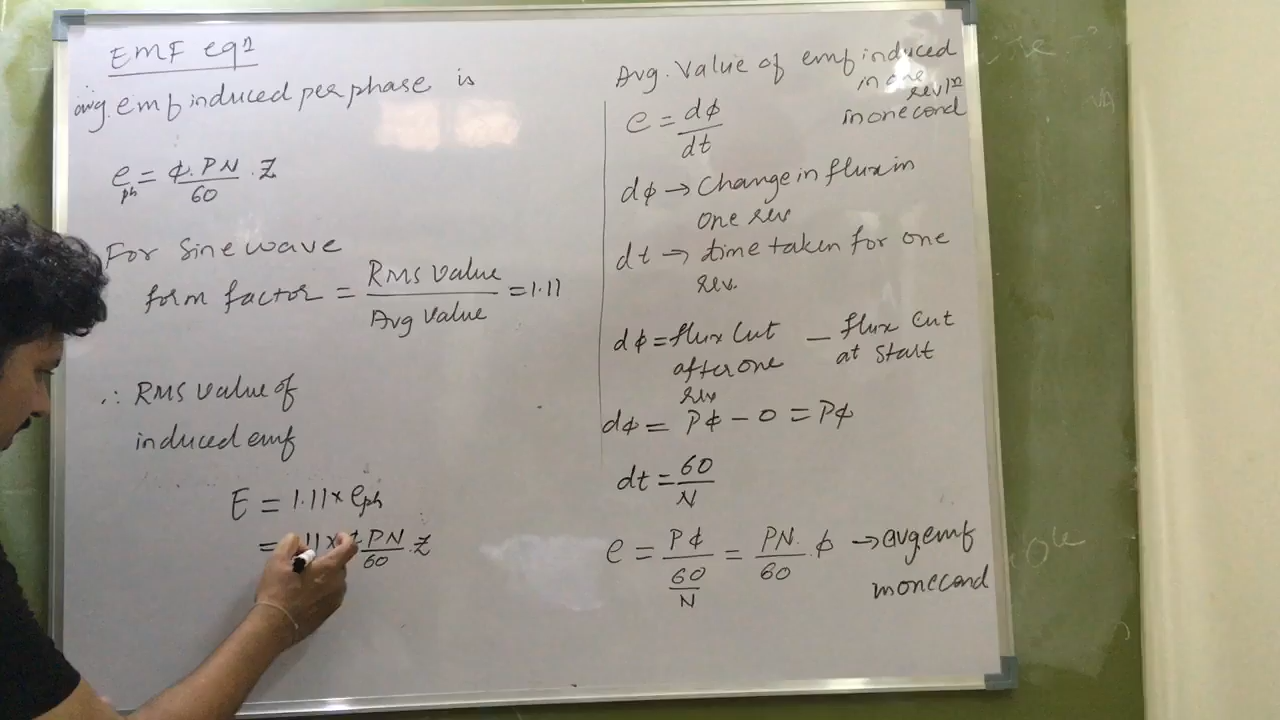 EMF eqn
avg. emf induced per phase is
eph = φ.PN/60 . Z
For sine wave
form factor = RMS value/Avg value = 1.11
∴ RMS value of
induced emf
E = 1.11 × eph
= .11 × φ PN/60 . Z
Avg. value of emf induced
in one revln
in one cond
e = dφ/dt
dφ → Change in flux in
one rev
dt → time taken for one
rev.
dφ = flux cut after one rev — flux cut at start
dφ = Pφ − 0 = Pφ
dt = 60/N
e = Pφ/(60/N) = PN/60 . φ → avg emf
in one cond